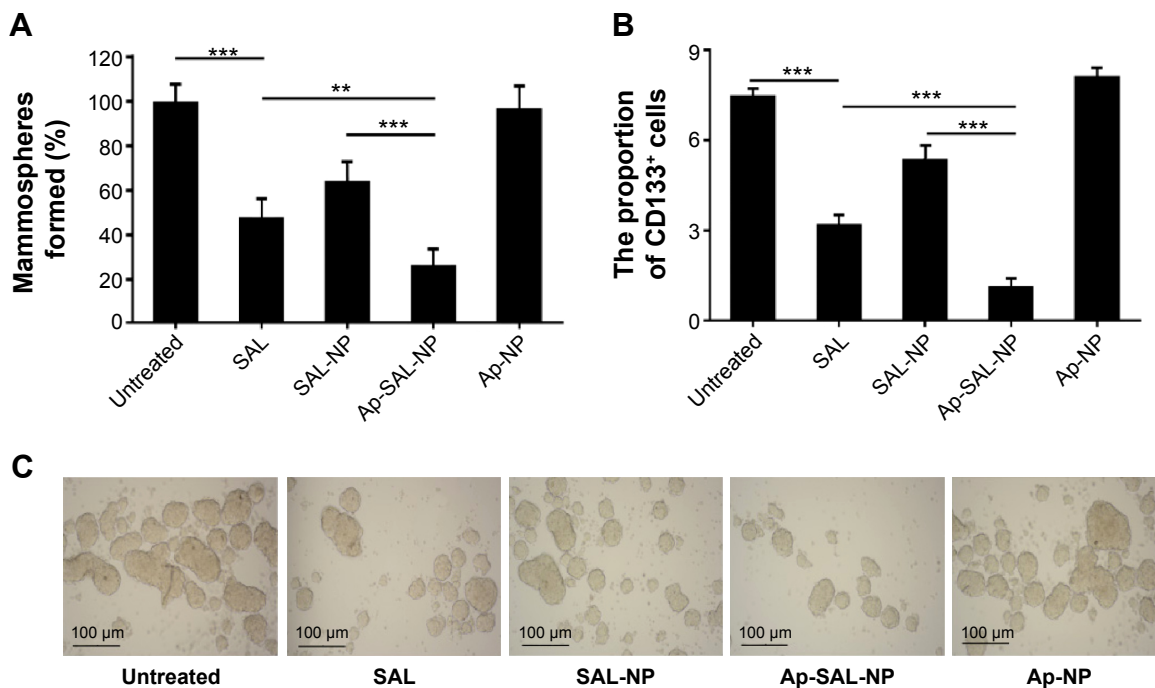 A
Mammospheres
formed (%)
120
100
80
60
40
20
0
***
**
***
Untreated
SAL
SAL-NP
Ap-SAL-NP
Ap-NP
B
The proportion
of CD133⁺ cells
9
6
3
0
***
***
***
Untreated
SAL
SAL-NP
Ap-SAL-NP
Ap-NP
C
100 µm
100 µm
100 µm
100 µm
100 µm
Untreated
SAL
SAL-NP
Ap-SAL-NP
Ap-NP